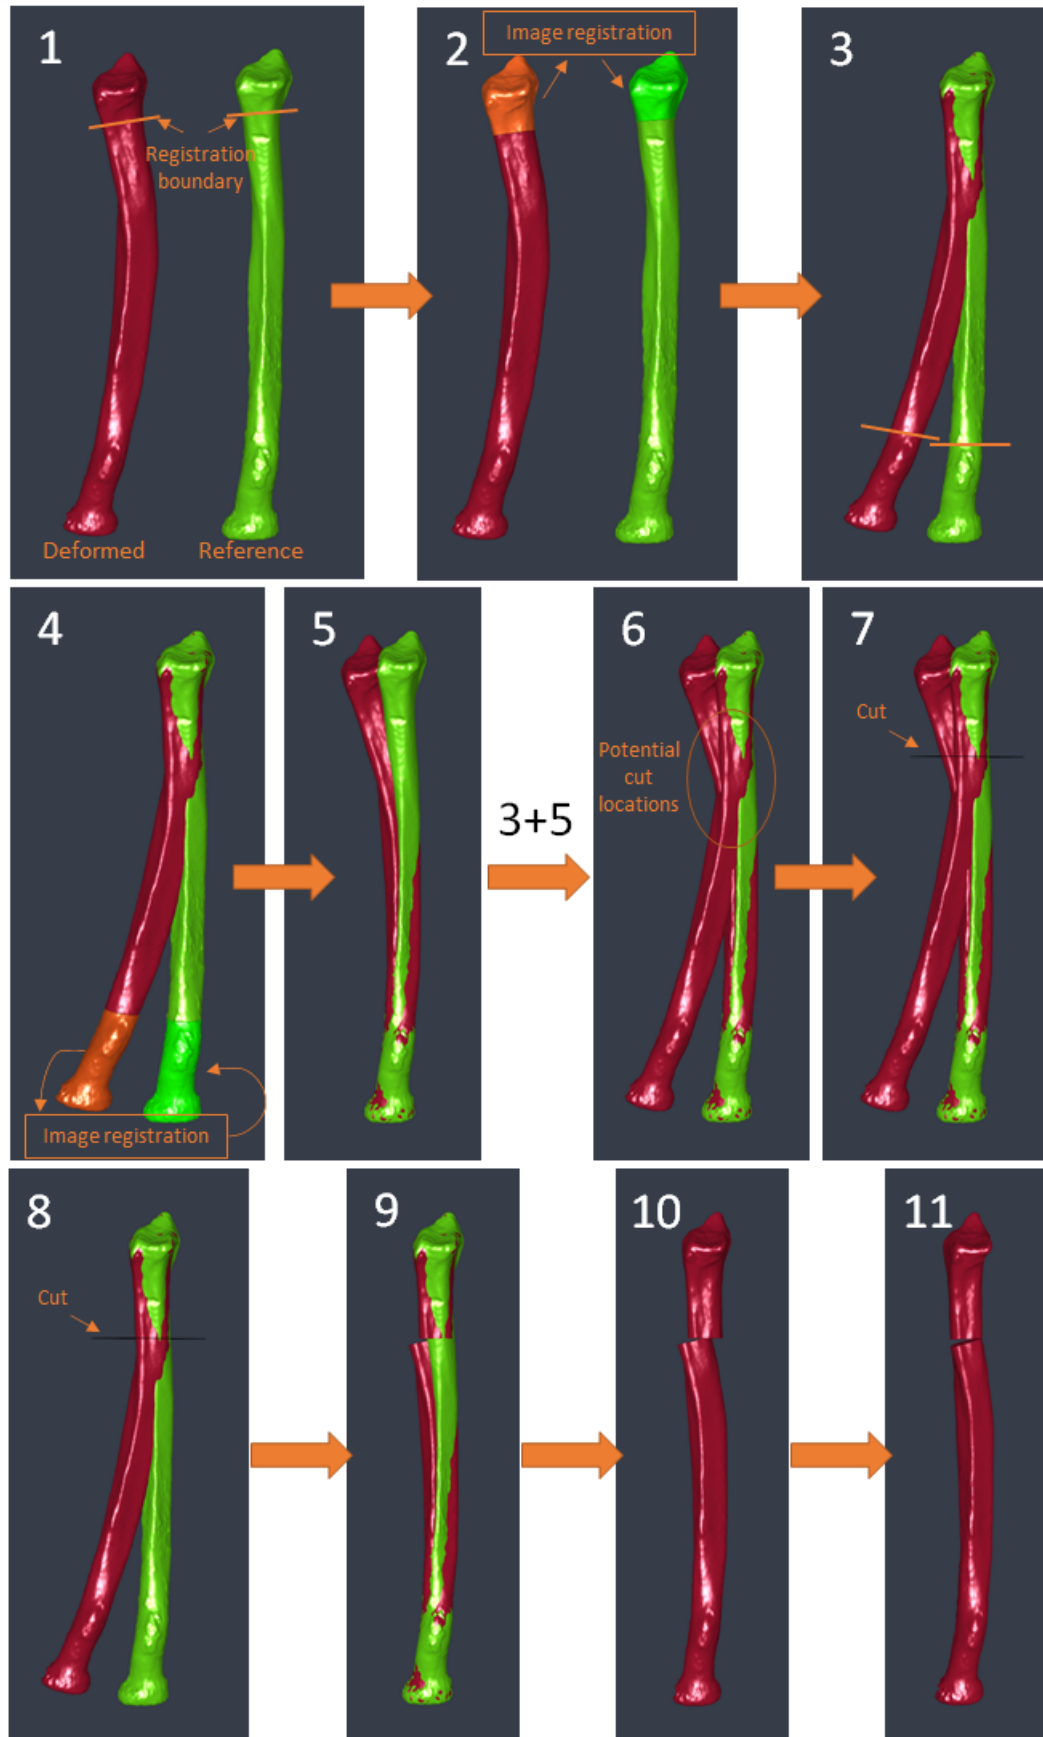 1
2
Image registration
3
Registration
boundary
Deformed
Reference
4
5
6
7
Cut
Potential
cut
locations
3+5
Image registration
8
9
10
11
Cut